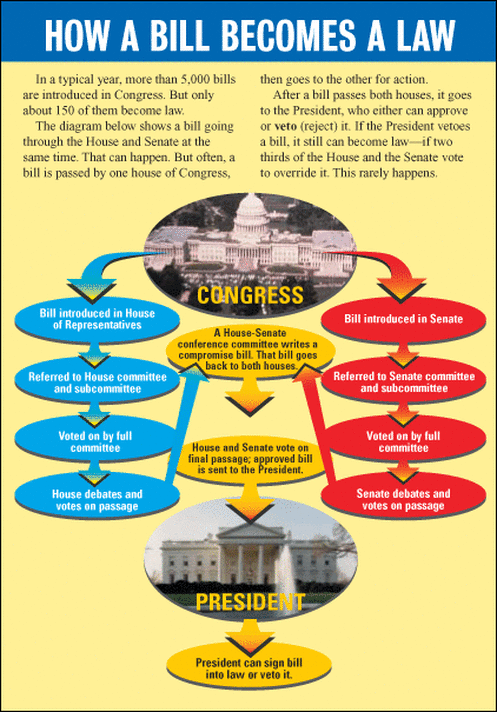 HOW A BILL BECOMES A LAW
In a typical year, more than 5,000 bills
are introduced in Congress. But only
about 150 of them become law.
The diagram below shows a bill going
through the House and Senate at the
same time. That can happen. But often, a
bill is passed by one house of Congress,
then goes to the other for action.
After a bill passes both houses, it goes
to the President, who either can approve
or veto (reject) it. If the President vetoes
a bill, it still can become law—if two
thirds of the House and the Senate vote
to override it. This rarely happens.
CONGRESS
Bill introduced in House
of Representatives
Referred to House committee
and subcommittee
Voted on by full
committee
House debates and
votes on passage
Bill introduced in Senate
Referred to Senate committee
and subcommittee
Voted on by full
committee
Senate debates and
votes on passage
A House-Senate
conference committee writes a
compromise bill. That bill goes
back to both houses.
House and Senate vote on
final passage; approved bill
is sent to the President.
PRESIDENT
President can sign bill
into law or veto it.